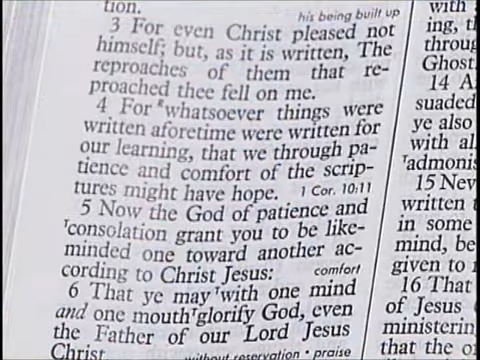 tion.
his being built up
3 For even Christ pleased not
himself; but, as it is written, The
reproaches of them that re-
proached thee fell on me.
4 For ᴿwhatsoever things were
written aforetime were written for
our learning, that we through pa-
tience and comfort of the scrip-
tures might have hope. 1 Cor. 10:11
5 Now the God of patience and
ᵀconsolation grant you to be like-
minded one toward another ac-
cording to Christ Jesus: comfort
6 That ye may ᵀwith one mind
and one mouth ᵀglorify God, even
the Father of our Lord Jesus
Christ. without reservation • praise
with
ing, t
throug
Ghost.
14 A
suaded
ye also
with al
ᵀadmonis
15 Nev
written
in some
mind, be
given to
16 That
of Jesus
ministerin
that the o